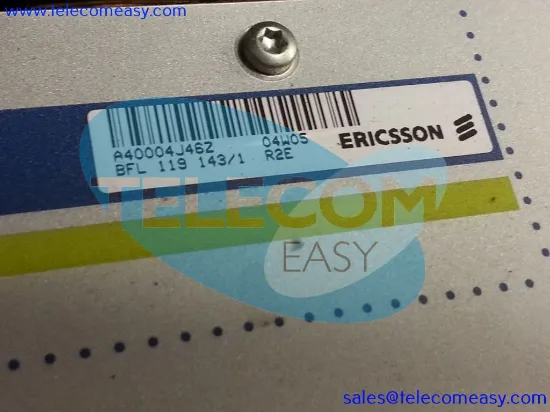 www.telecomeasy.com
A40004J46Z 04W05
BFL 119 143/1 R2E
ERICSSON
TELECOM
EASY
sales@telecomeasy.com